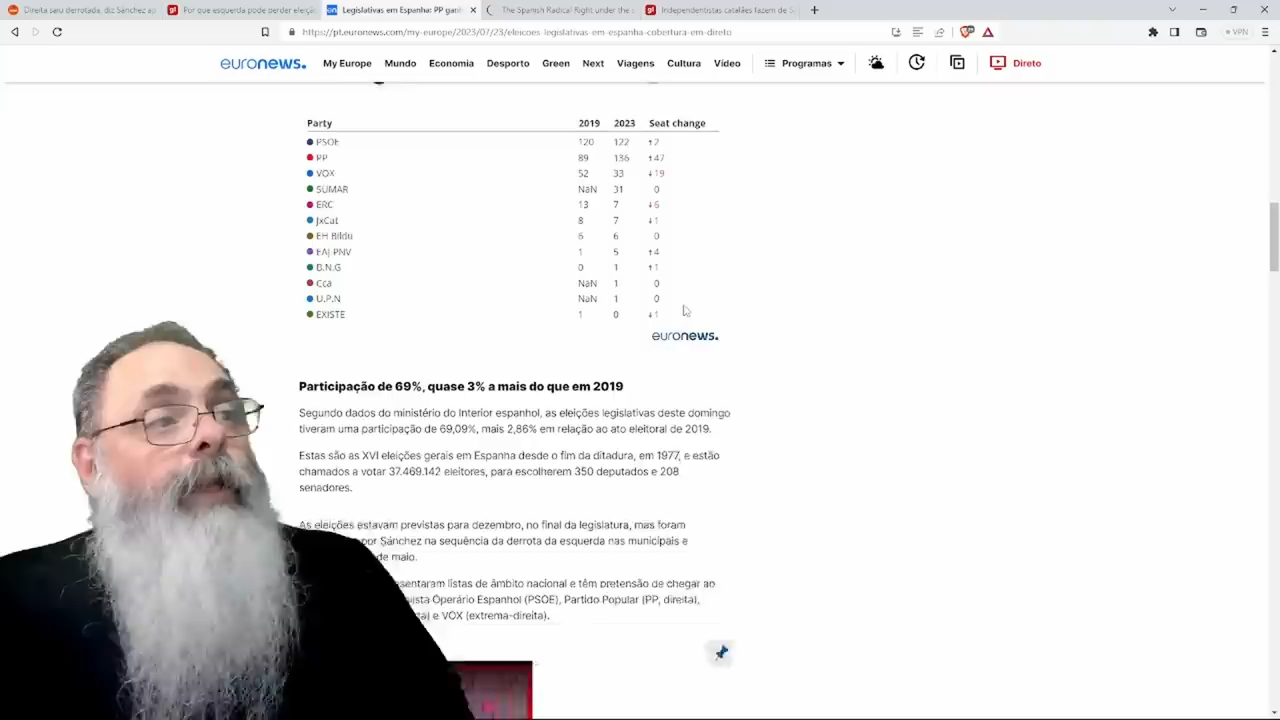 Direita saiu derrotada, diz Sánchez ap
Por que esquerda pode perder eleiçã
Legislativas em Espanha: PP gan
The Spanish Radical Right under the s
Independentistas catalães fazem de S
https://pt.euronews.com/my-europe/2023/07/23/eleicoes-legislativas-em-espanha-cobertura-em-direto
VPN
euronews. My Europe Mundo Economia Desporto Green Next Viagens Cultura Vídeo Programas Direto
Party 2019 2023 Seat change
PSOE 120 122 ↑2
PP 89 136 ↑47
VOX 52 33 ↓19
SUMAR NaN 31 0
ERC 13 7 ↓6
JxCat 8 7 ↓1
EH Bildu 6 6 0
EAJ-PNV 1 5 ↑4
B.N.G 0 1 ↑1
Cca NaN 1 0
U.P.N NaN 1 0
EXISTE 1 0 ↓1
euronews.
Participação de 69%, quase 3% a mais do que em 2019
Segundo dados do ministério do Interior espanhol, as eleições legislativas deste domingo
tiveram uma participação de 69,09%, mais 2,86% em relação ao ato eleitoral de 2019.
Estas são as XVI eleições gerais em Espanha desde o fim da ditadura, em 1977, e estão
chamados a votar 37.469.142 eleitores, para escolherem 350 deputados e 208
senadores.
As eleições estavam previstas para dezembro, no final da legislatura, mas foram
por Sánchez na sequência da derrota da esquerda nas municipais e
de maio.
sentaram listas de âmbito nacional e têm pretensão de chegar ao
ista Operário Espanhol (PSOE), Partido Popular (PP, direita),
ta) e VOX (extrema-direita).